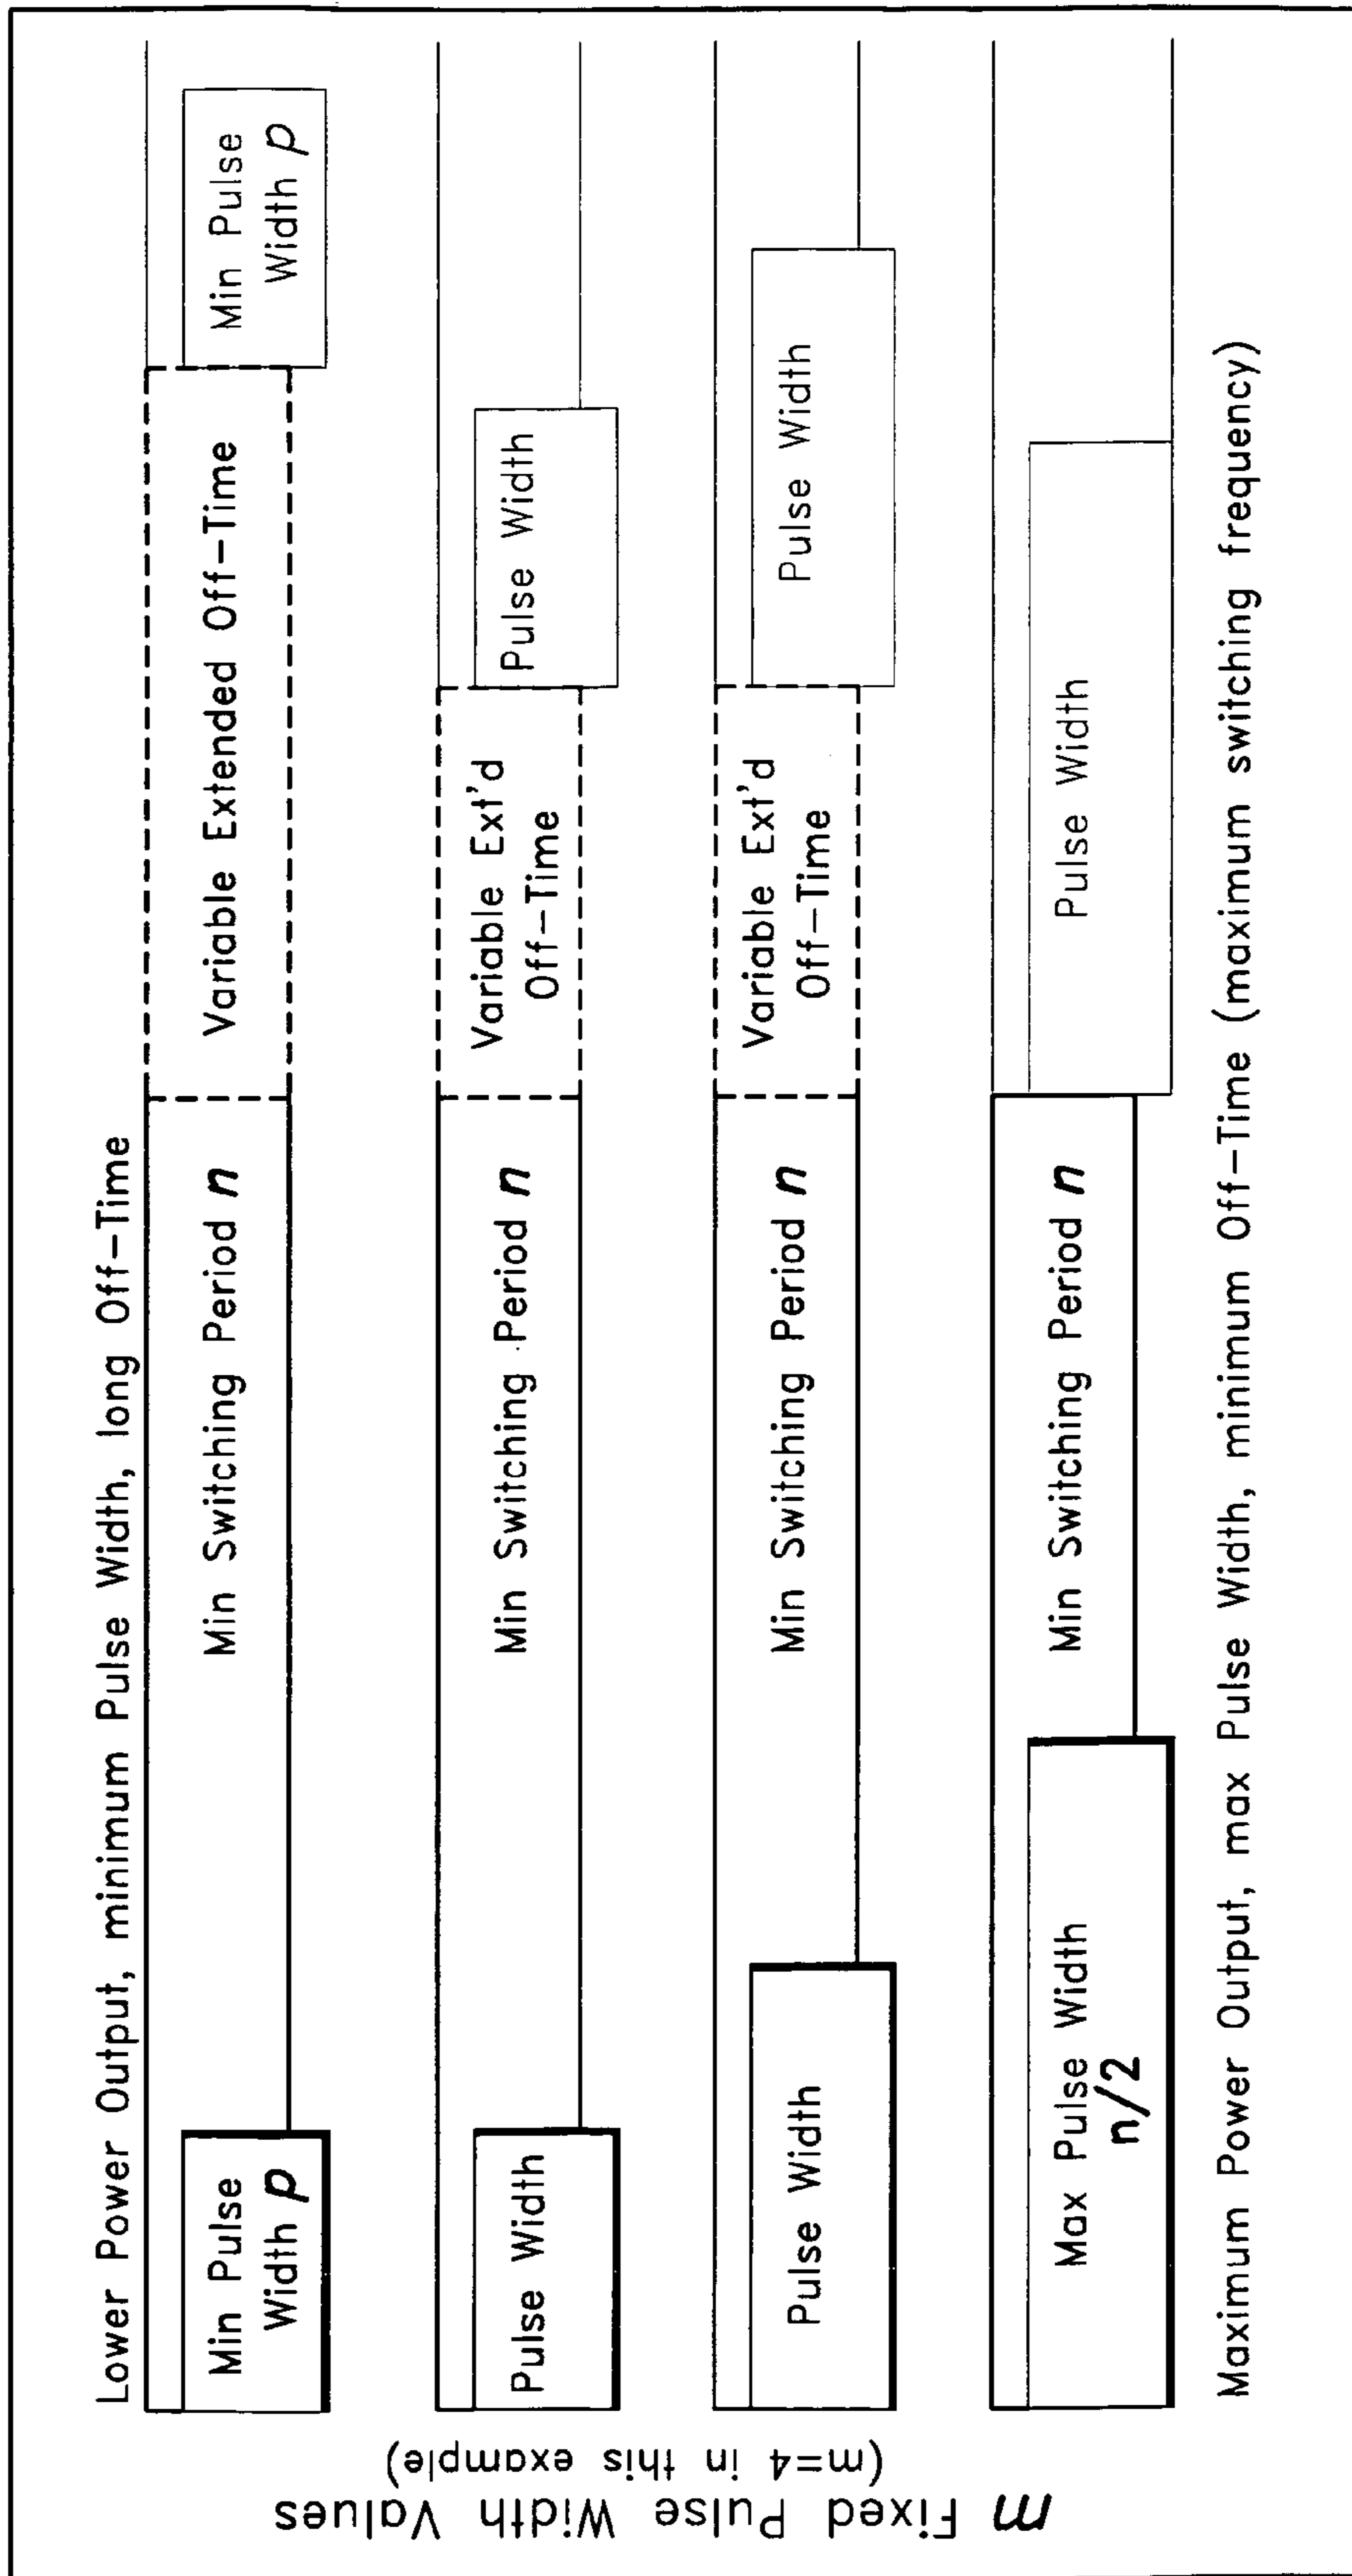 m Fixed Pulse Width Values
(m=4 in this example)
Lower Power Output, minimum Pulse Width, long Off-Time
Min Pulse
Width p
Min Switching Period n
Variable Extended Off-Time
Min Pulse
Width p
Pulse Width
Min Switching Period n
Variable Ext'd
Off-Time
Pulse Width
Pulse Width
Min Switching Period n
Variable Ext'd
Off-Time
Pulse Width
Max Pulse Width
n/2
Min Switching Period n
Pulse Width
Maximum Power Output, max Pulse Width, minimum Off-Time (maximum switching frequency)